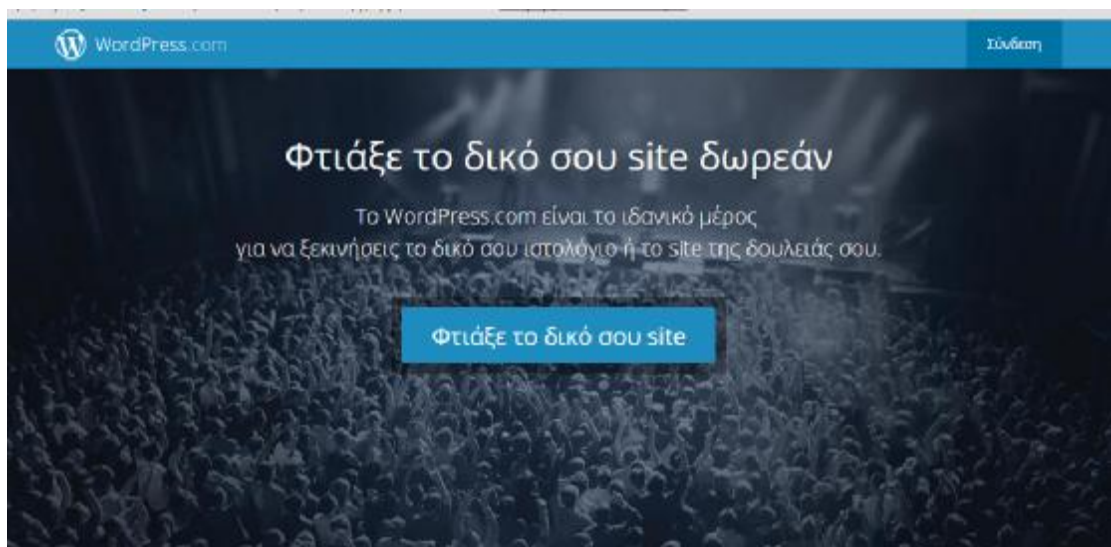 WordPress.com
Σύνδεση
Φτιάξε το δικό σου site δωρεάν
Το WordPress.com είναι το ιδανικό μέρος
για να ξεκινήσεις το δικό σου ιστολόγιο ή το site της δουλειάς σου.
Φτιάξε το δικό σου site